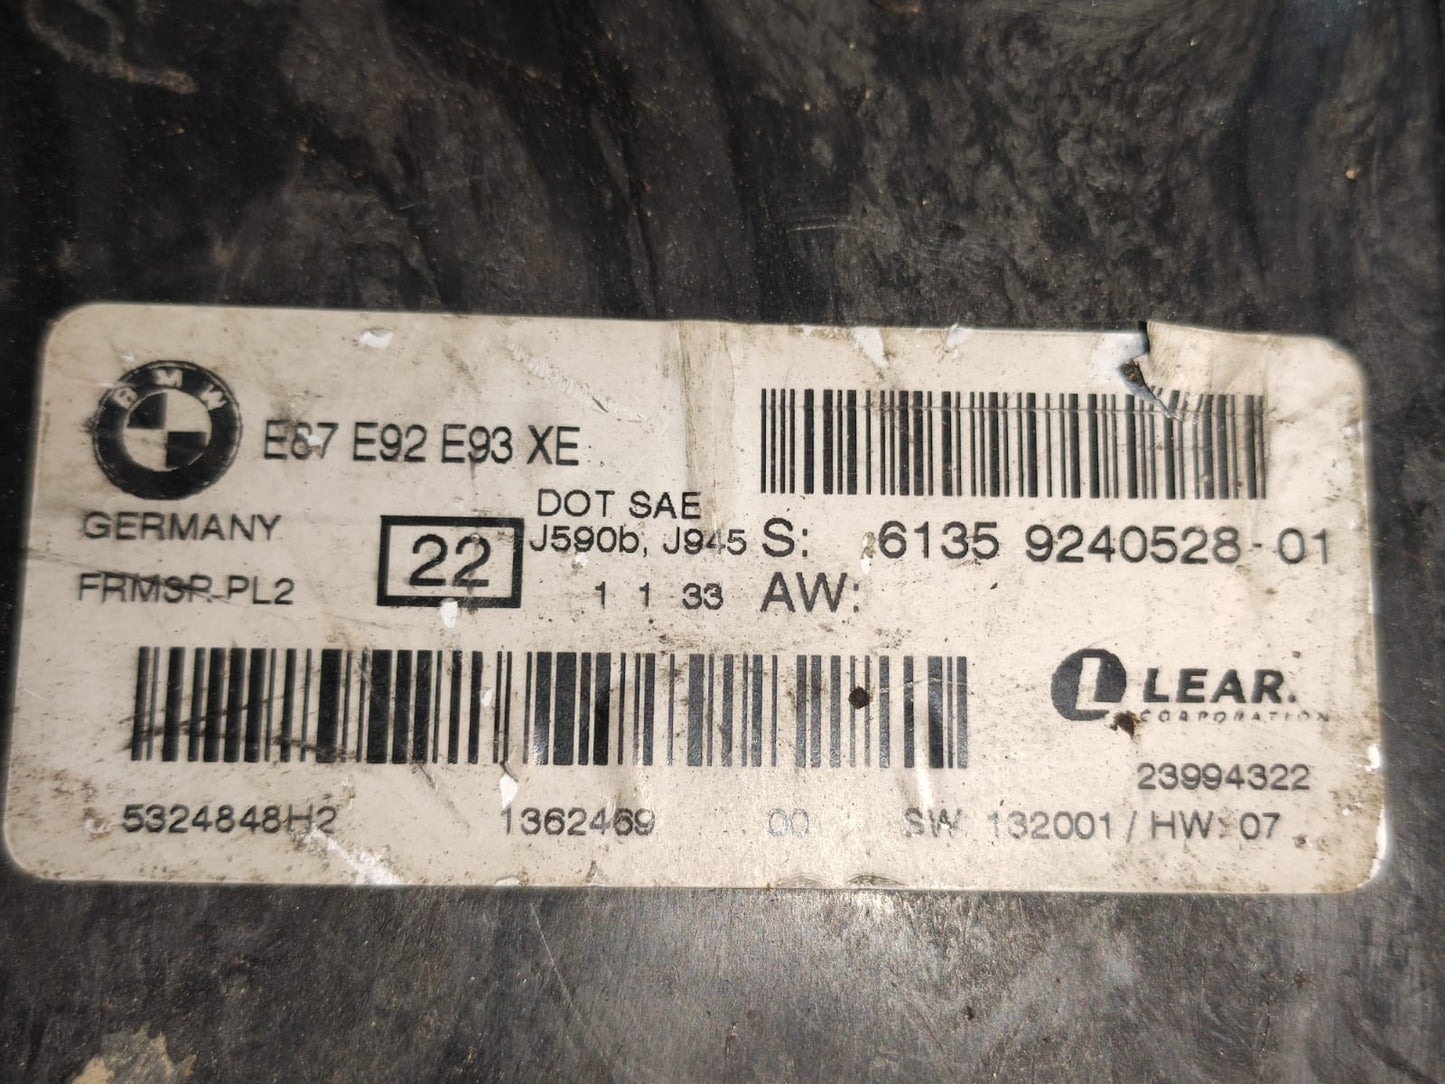 BMW
E87 E92 E93 XE
GERMANY
FRM3R-PL2
22
DOT SAE
J590b, J945
1 1 33
S: 6135 9240528-01
AW:
LEAR.
CORPORATION
23994322
5324848H2 1362469 00 SW: 132001 / HW: 07